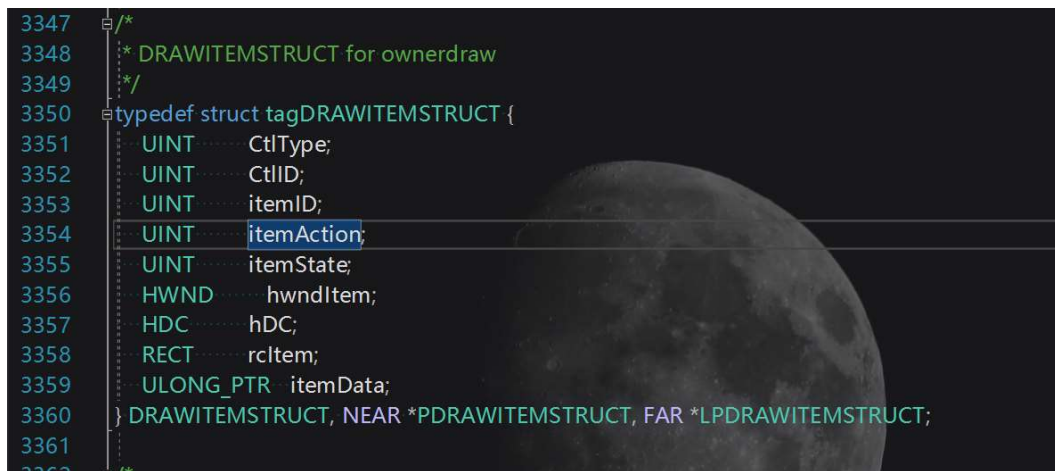 3347 /*
3348 * DRAWITEMSTRUCT for ownerdraw
3349 */
3350 typedef struct tagDRAWITEMSTRUCT {
3351 UINT CtlType;
3352 UINT CtlID;
3353 UINT itemID;
3354 UINT itemAction;
3355 UINT itemState;
3356 HWND hwndItem;
3357 HDC hDC;
3358 RECT rcItem;
3359 ULONG_PTR itemData;
3360 } DRAWITEMSTRUCT, NEAR *PDRAWITEMSTRUCT, FAR *LPDRAWITEMSTRUCT;
3361